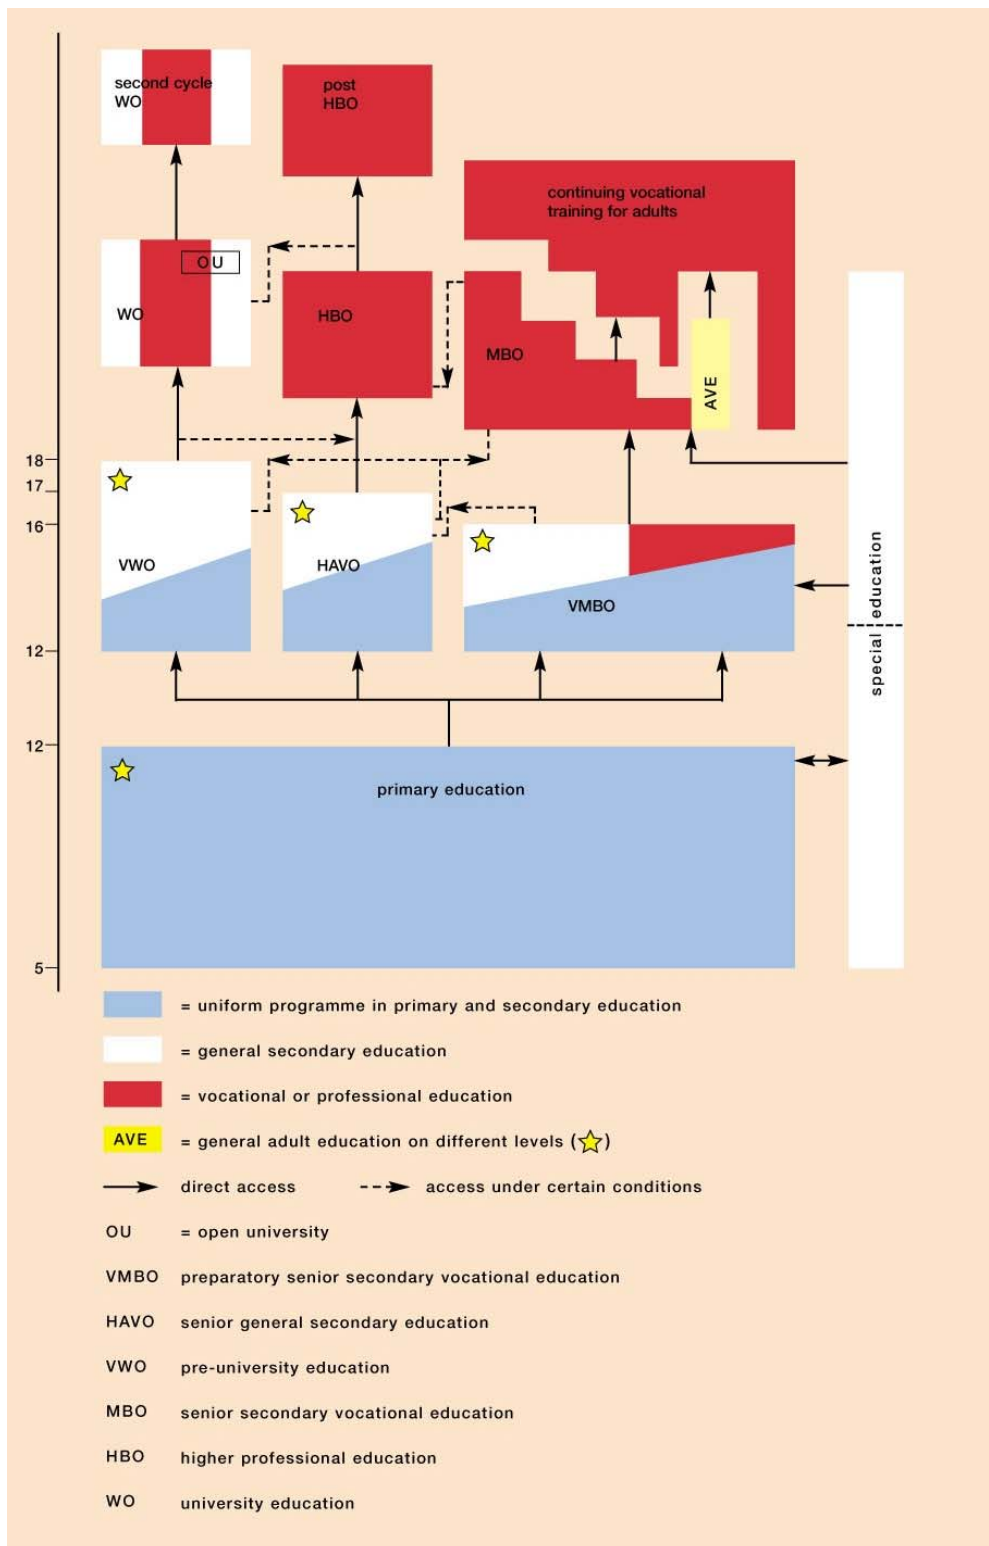 second cycle
WO
post
HBO
continuing vocational
training for adults
OU
WO
HBO
MBO
AVE
18
17
16
VWO
HAVO
VMBO
special education
12
12
primary education
5
= uniform programme in primary and secondary education
= general secondary education
= vocational or professional education
AVE = general adult education on different levels ( )
direct access access under certain conditions
OU = open university
VMBO preparatory senior secondary vocational education
HAVO senior general secondary education
VWO pre-university education
MBO senior secondary vocational education
HBO higher professional education
WO university education